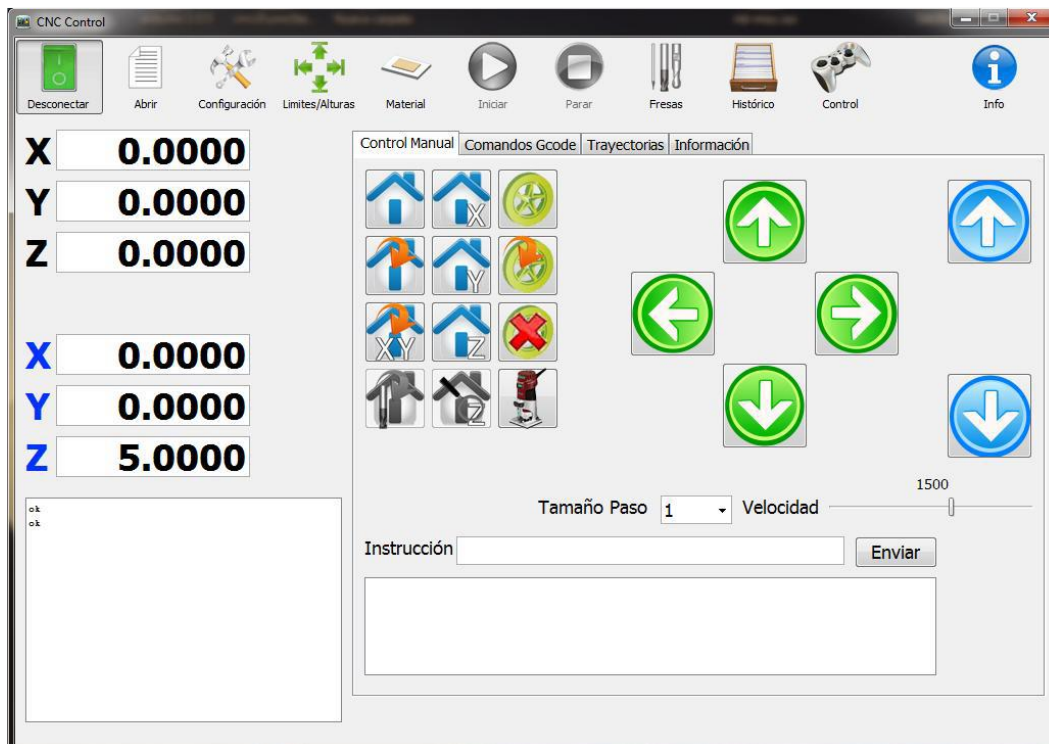 CNC Control
Desconectar Abrir Configuración Limites/Alturas Material Iniciar Parar Fresas Histórico Control Info
X 0.0000
Y 0.0000
Z 0.0000
X 0.0000
Y 0.0000
Z 5.0000
ok
ok
Control Manual Comandos Gcode Trayectorias Información
X
Y
XY Z
Z
1500
Tamaño Paso 1 Velocidad
Instrucción Enviar